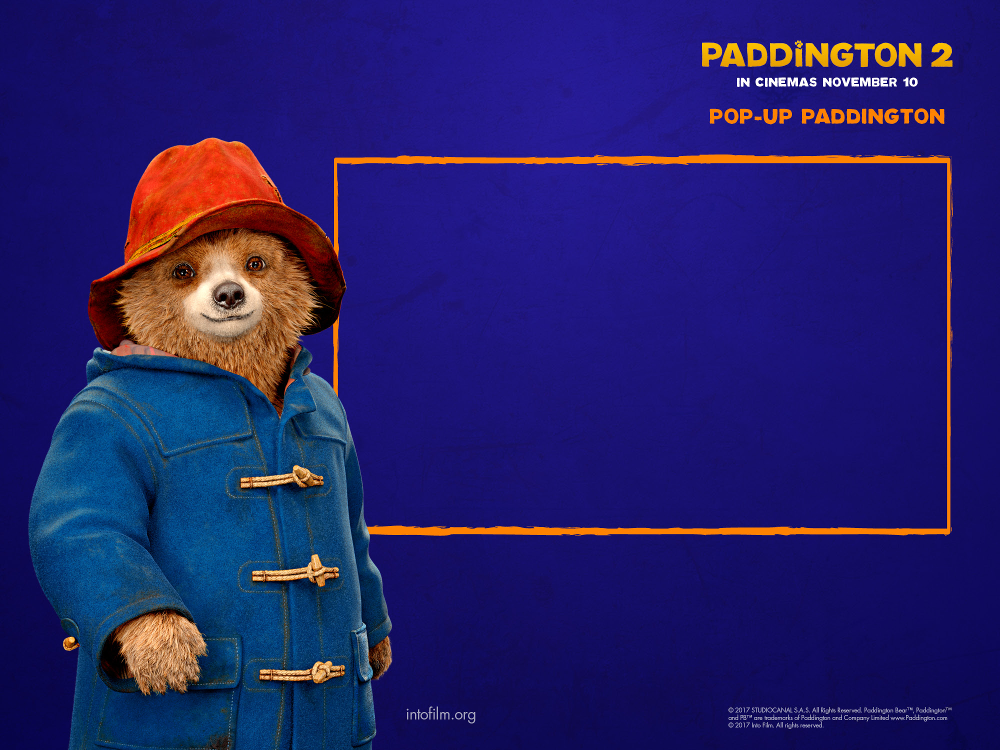 PADDINGTON 2
IN CINEMAS NOVEMBER 10
POP-UP PADDINGTON
intofilm.org
© 2017 STUDIOCANAL S.A.S. All Rights Reserved. Paddington Bear™, Paddington™
and PB™ are trademarks of Paddington and Company Limited www.Paddington.com
© 2017 Into Film. All rights reserved.